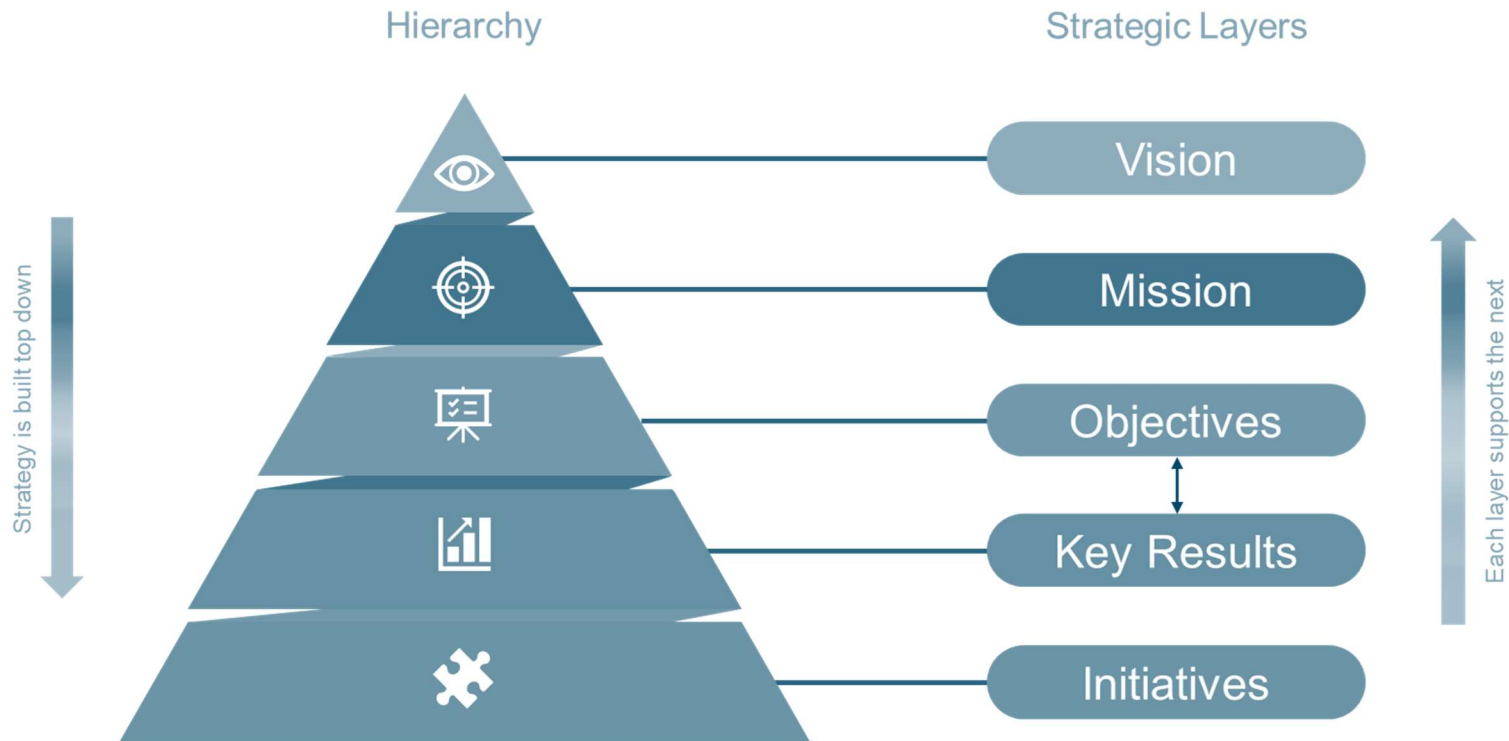 Hierarchy
Strategic Layers
Strategy is built top down
Vision
Mission
Objectives
Key Results
Initiatives
Each layer supports the next